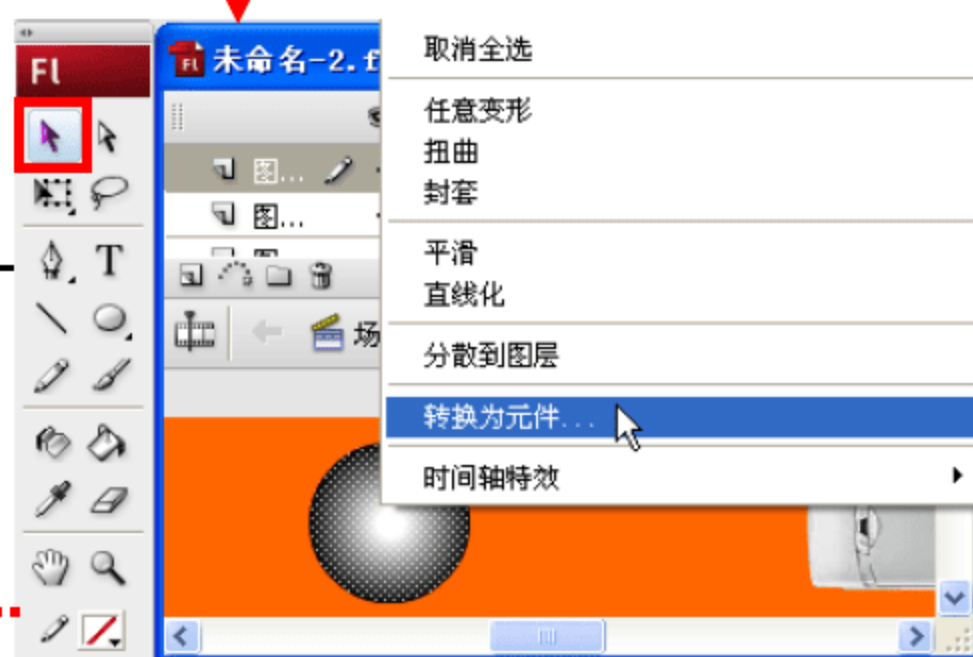 Fl
未命名-2.f
图...
图...
场
T
取消全选
任意变形
扭曲
封套
平滑
直线化
分散到图层
转换为元件...
时间轴特效